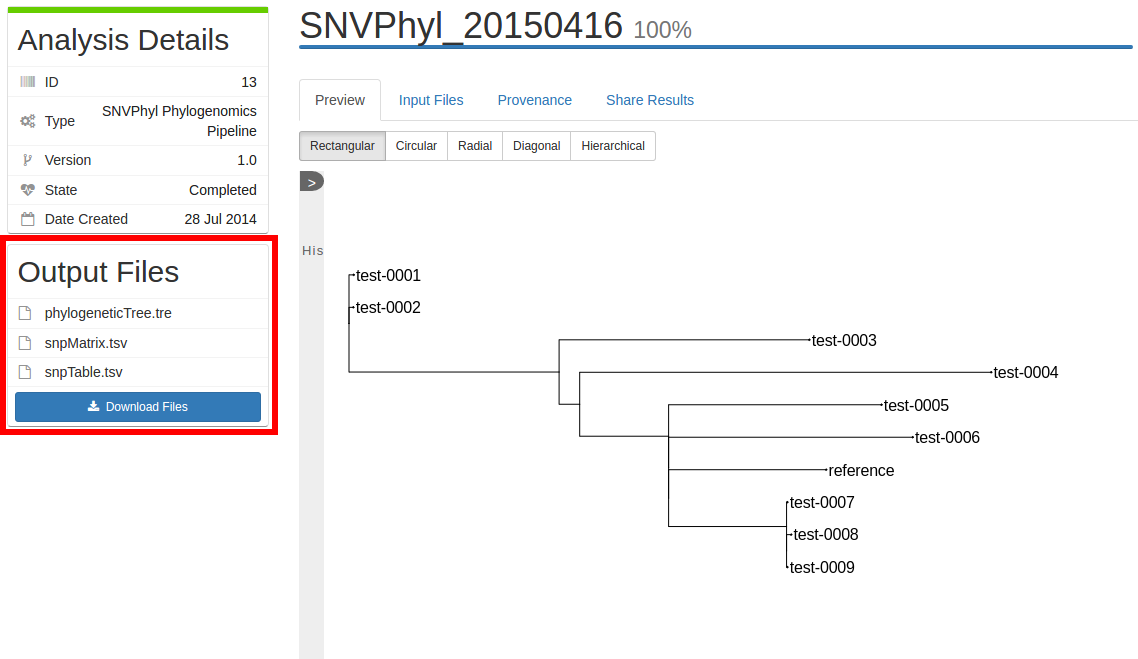 Analysis Details
ID 13
Type SNVPhyl Phylogenomics
Pipeline
Version 1.0
State Completed
Date Created 28 Jul 2014
Output Files
phylogeneticTree.tre
snpMatrix.tsv
snpTable.tsv
Download Files
SNVPhyl_20150416 100%
Preview Input Files Provenance Share Results
Rectangular Circular Radial Diagonal Hierarchical
>
His
test-0001
test-0002
test-0003
test-0004
test-0005
test-0006
reference
test-0007
test-0008
test-0009